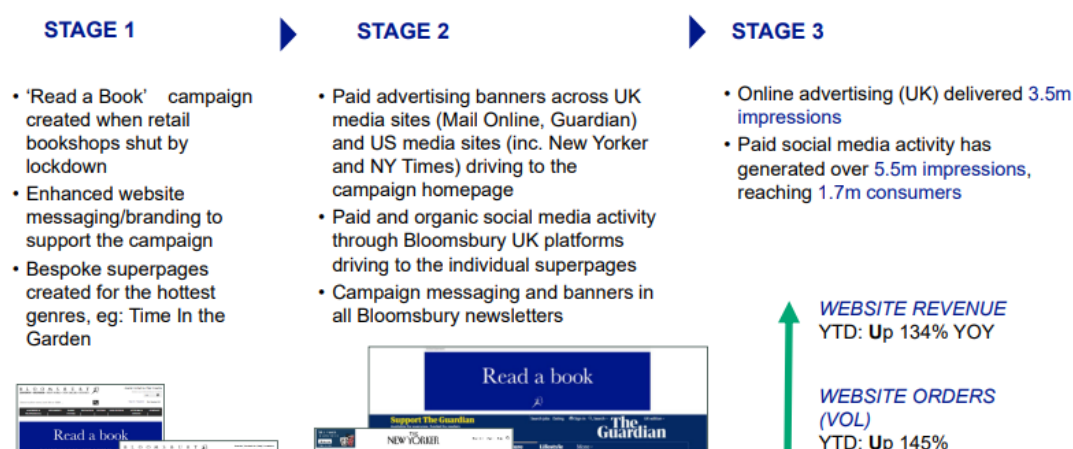 STAGE 1
• ‘Read a Book’ campaign
created when retail
bookshops shut by
lockdown
• Enhanced website
messaging/branding to
support the campaign
• Bespoke superpages
created for the hottest
genres, eg: Time In the
Garden
STAGE 2
• Paid advertising banners across UK
media sites (Mail Online, Guardian)
and US media sites (inc. New Yorker
and NY Times) driving to the
campaign homepage
• Paid and organic social media activity
through Bloomsbury UK platforms
driving to the individual superpages
• Campaign messaging and banners in
all Bloomsbury newsletters
STAGE 3
• Online advertising (UK) delivered 3.5m
impressions
• Paid social media activity has
generated over 5.5m impressions,
reaching 1.7m consumers
WEBSITE REVENUE
YTD: Up 134% YOY
WEBSITE ORDERS
(VOL)
YTD: Up 145%
BLOOMSBURY
Read a book
BLOOMSBURY
Read a book
Support The Guardian
The
Guardian
Lifestyle
THE
NEW YORKER